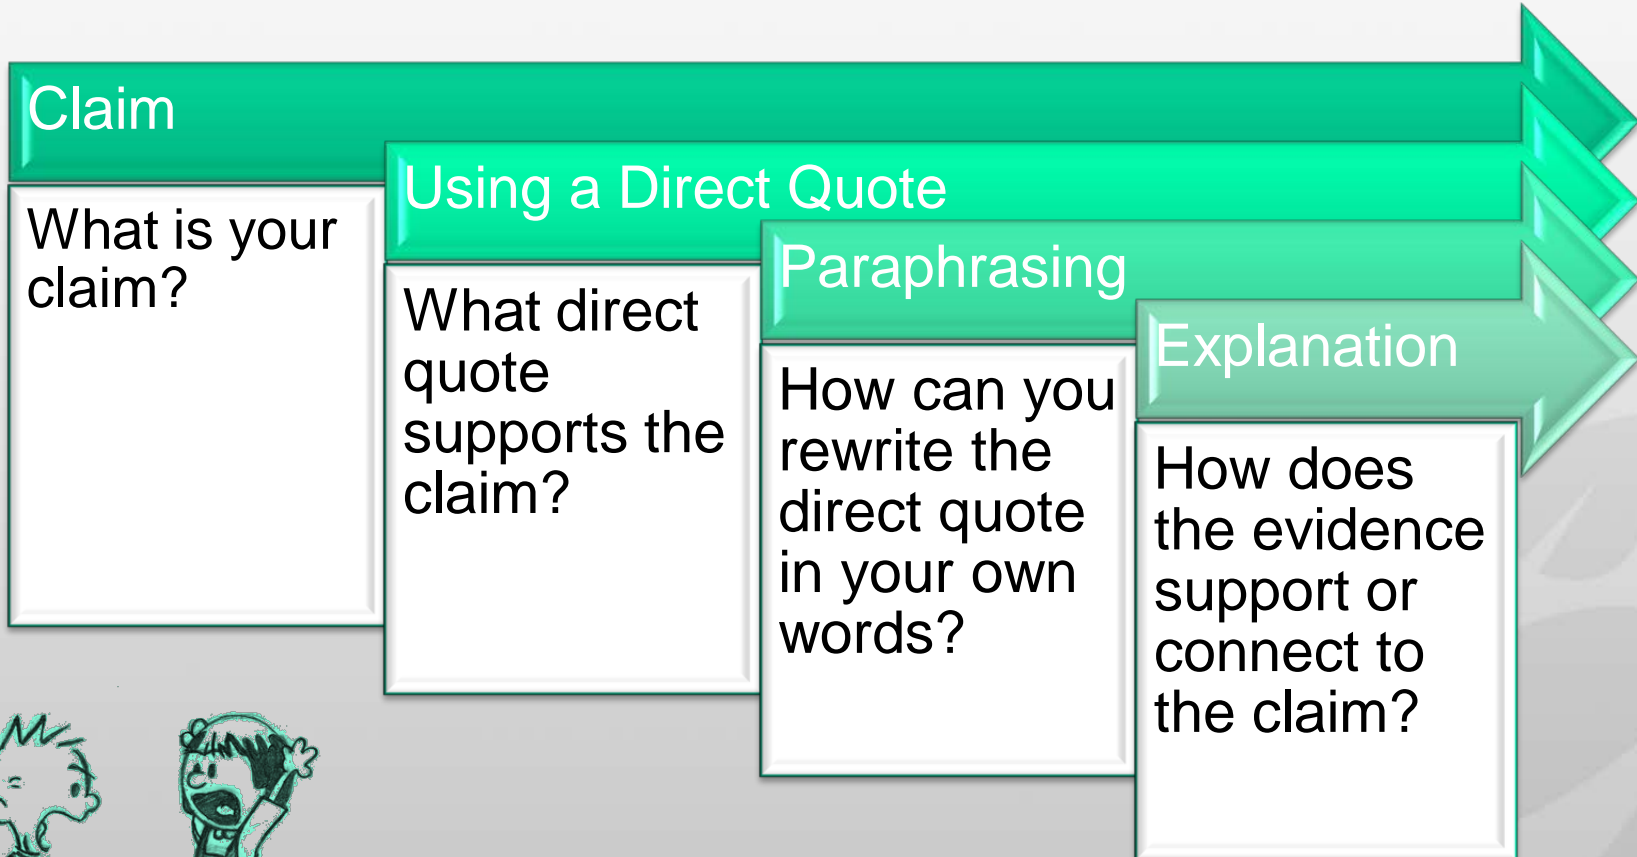 Claim
What is your
claim?
Using a Direct Quote
What direct
quote
supports the
claim?
Paraphrasing
How can you
rewrite the
direct quote
in your own
words?
Explanation
How does
the evidence
support or
connect to
the claim?